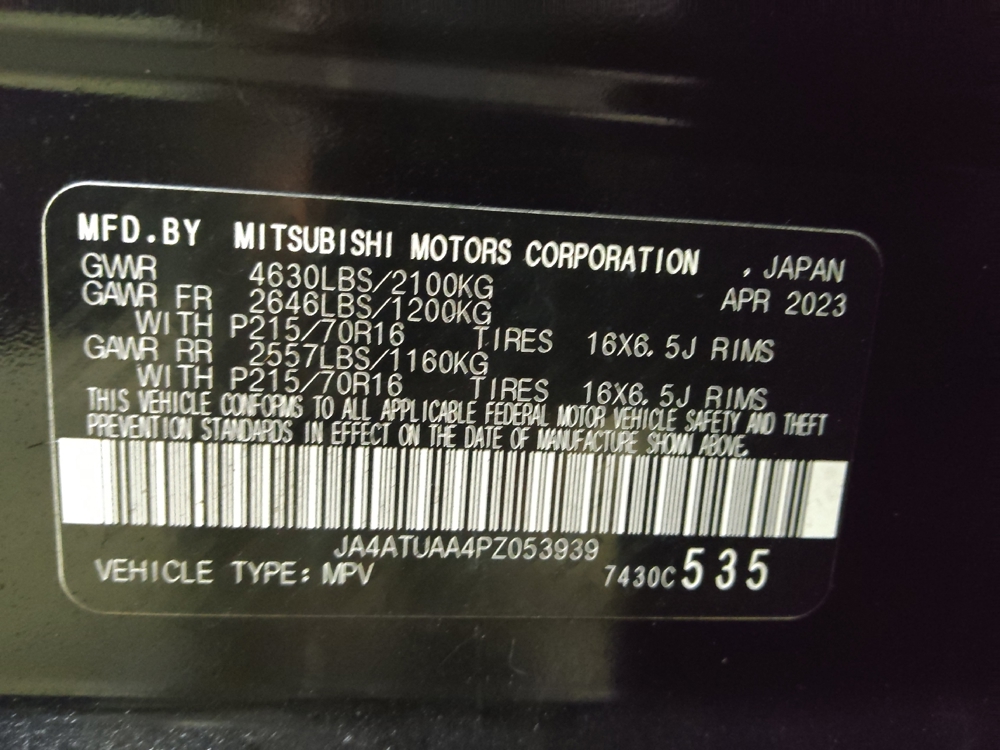 MFD.BY MITSUBISHI MOTORS CORPORATION , JAPAN
GVWR 4630LBS/2100KG APR 2023
GAWR FR 2646LBS/1200KG
WITH P215/70R16 TIRES 16X6.5J RIMS
GAWR RR 2557LBS/1160KG
WITH P215/70R16 TIRES 16X6.5J RIMS
THIS VEHICLE CONFORMS TO ALL APPLICABLE FEDERAL MOTOR VEHICLE SAFETY AND THEFT
PREVENTION STANDARDS IN EFFECT ON THE DATE OF MANUFACTURE SHOWN ABOVE.
JA4ATUAA4PZ053939
VEHICLE TYPE: MPV 7430C 535